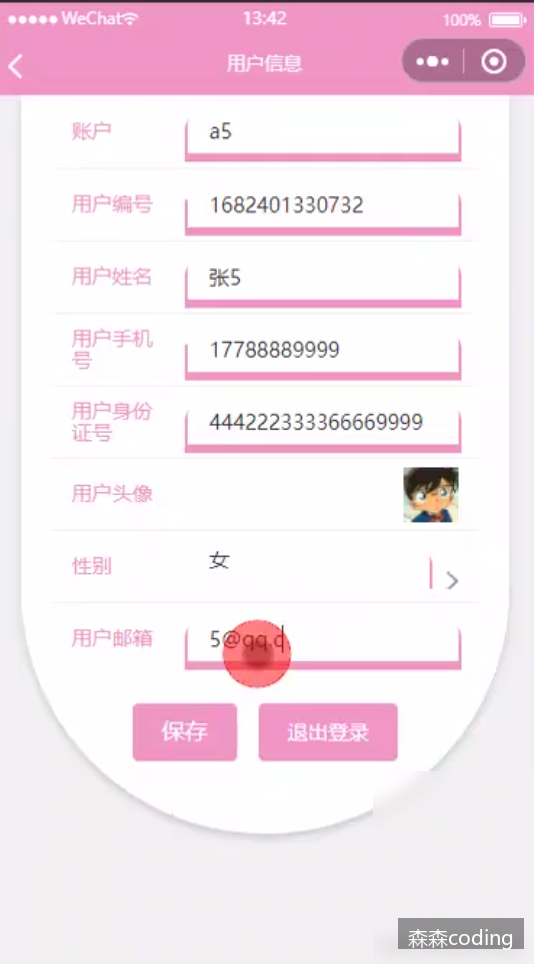 WeChat 13:42 100%
用户信息
账户 a5
用户编号 1682401330732
用户姓名 张5
用户手机号 17788889999
用户身份证号 444222333366669999
用户头像
性别 女
用户邮箱 5@qq.q
保存 退出登录
森森coding